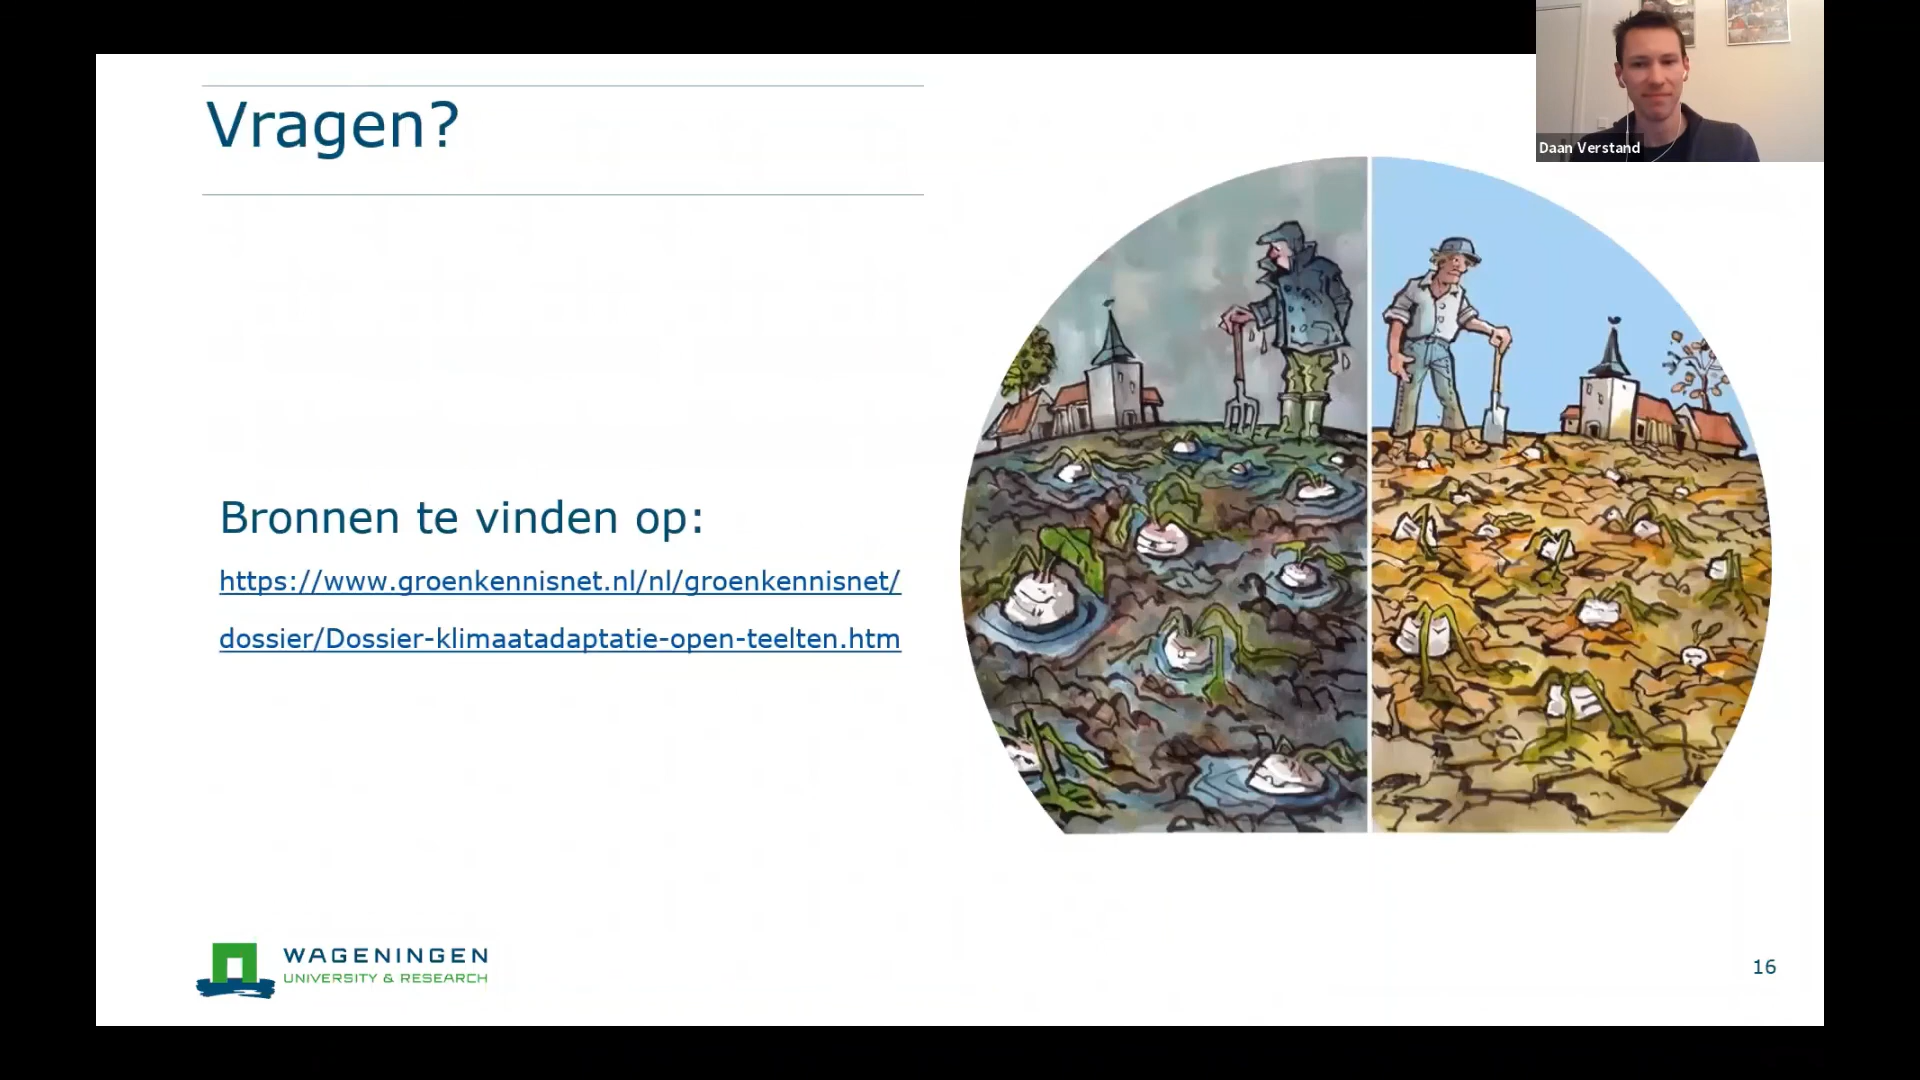 Vragen?
Daan Verstand
Bronnen te vinden op:
https://www.groenkennisnet.nl/nl/groenkennisnet/
dossier/Dossier-klimaatadaptatie-open-teelten.htm
WAGENINGEN
UNIVERSITY & RESEARCH
16